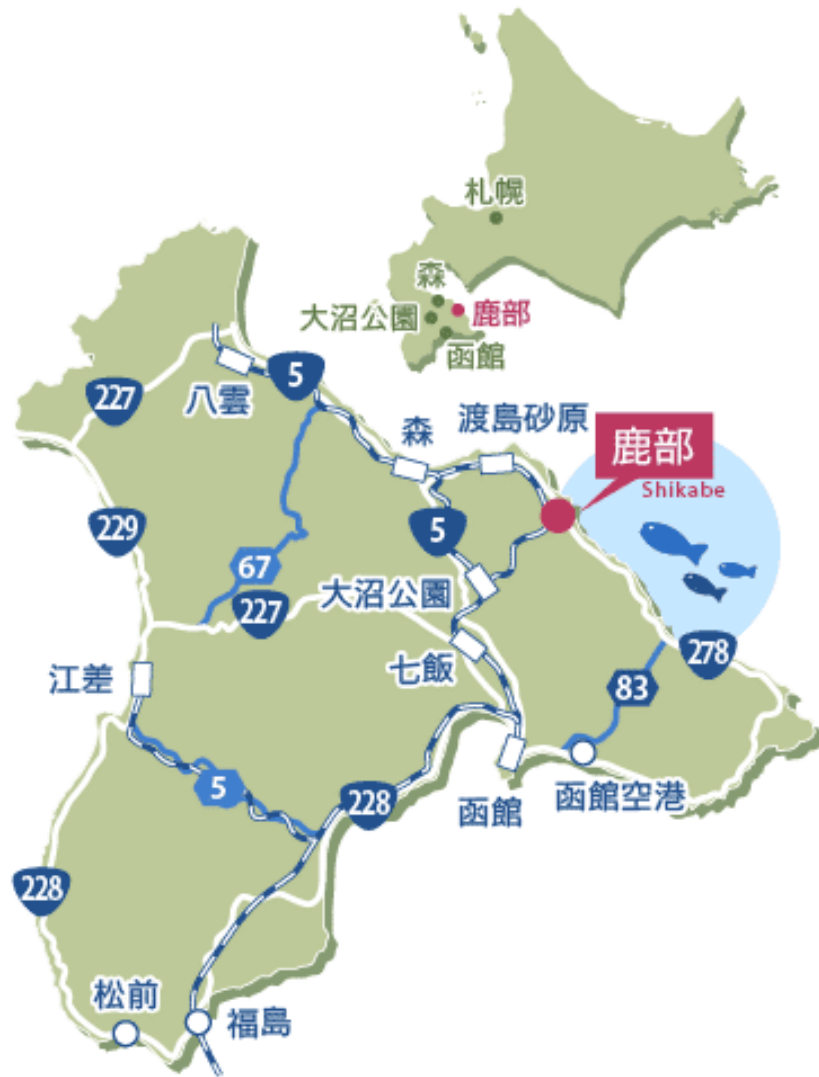 札幌
森
大沼公園
鹿部
函館
227
八雲
5
森
渡島砂原
鹿部
Shikabe
229
5
67
227
大沼公園
江差
七飯
278
83
5
228
函館
函館空港
228
松前
福島